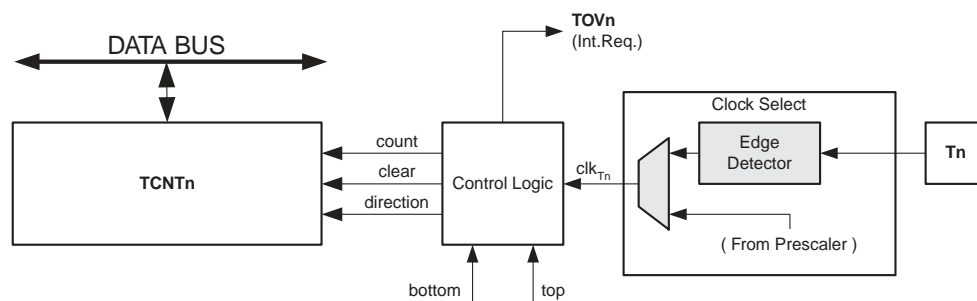 TOVn
(Int.Req.)
DATA BUS
Clock Select
count
Edge
Detector
Tn
TCNTn
clear
Control Logic
clkTn
direction
( From Prescaler )
bottom
top